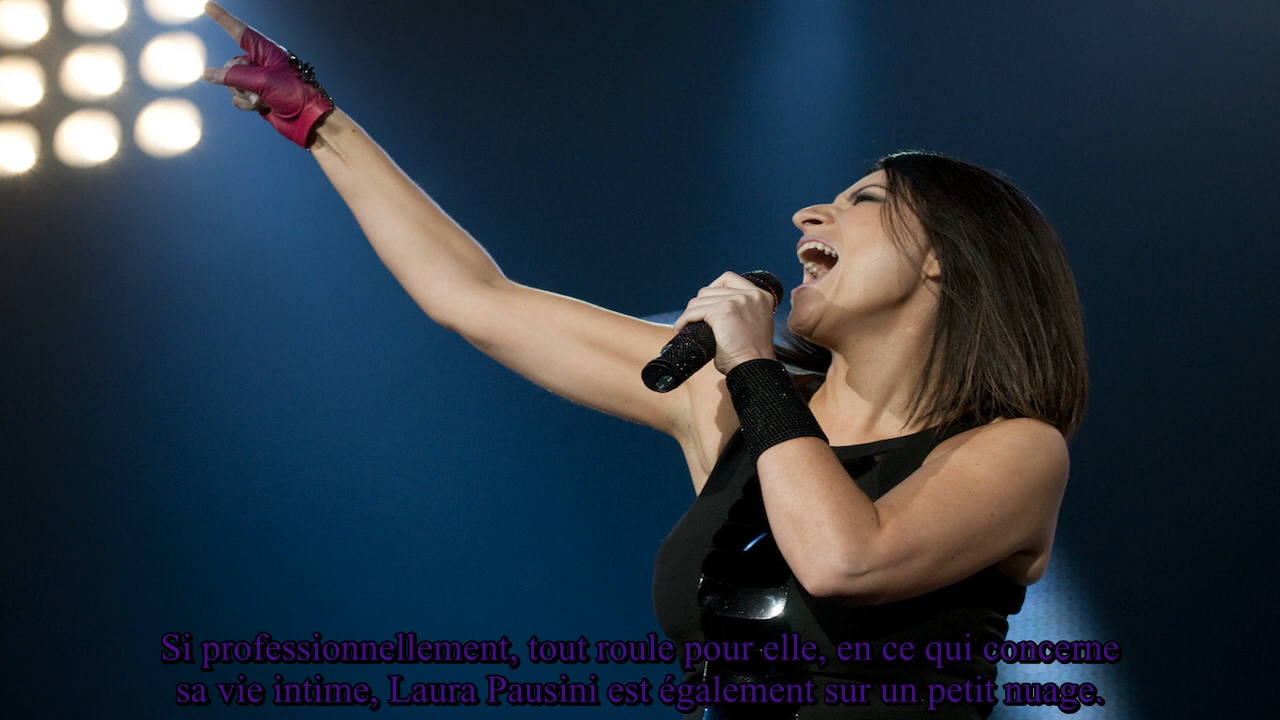 Si professionnellement, tout roule pour elle, en ce qui concerne
sa vie intime, Laura Pausini est également sur un petit nuage.